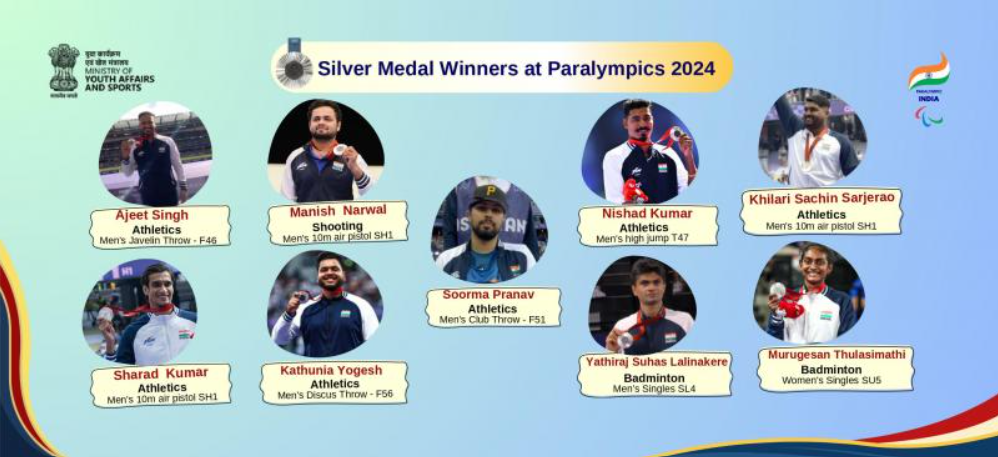 युवा कार्यक्रम
एवं खेल मंत्रालय
MINISTRY OF
YOUTH AFFAIRS
AND SPORTS
सत्यमेव जयते
Silver Medal Winners at Paralympics 2024
PARALYMPIC
INDIA
Ajeet Singh
Athletics
Men's Javelin Throw - F46
Manish Narwal
Shooting
Men's 10m air pistol SH1
Nishad Kumar
Athletics
Men's high jump T47
Khilari Sachin Sarjerao
Athletics
Men's 10m air pistol SH1
Soorma Pranav
Athletics
Men's Club Throw - F51
Sharad Kumar
Athletics
Men's 10m air pistol SH1
Kathunia Yogesh
Athletics
Men's Discus Throw - F56
Yathiraj Suhas Lalinakere
Badminton
Men's Singles SL4
Murugesan Thulasimathi
Badminton
Women's Singles SU5
P